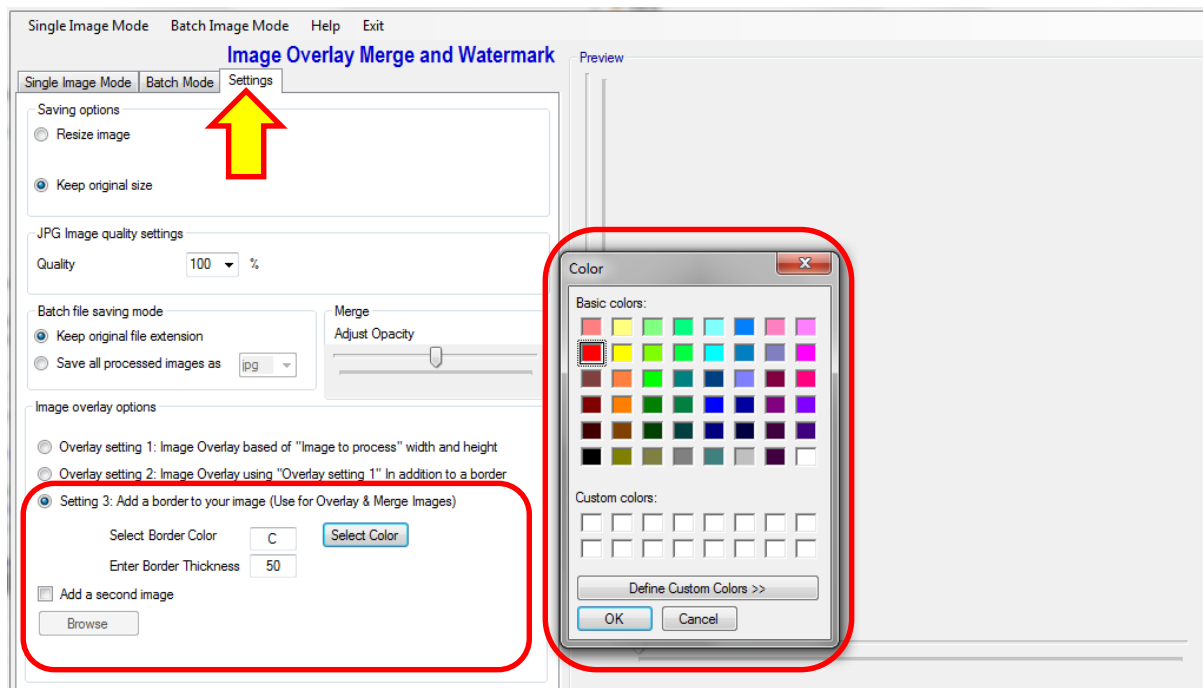 Single Image Mode Batch Image Mode Help Exit
Image Overlay Merge and Watermark
Single Image Mode Batch Mode Settings
Saving options
Resize image
Keep original size
JPG Image quality settings
Quality 100 %
Batch file saving mode
Keep original file extension
Save all processed images as jpg
Merge
Adjust Opacity
Image overlay options
Overlay setting 1: Image Overlay based of "Image to process" width and height
Overlay setting 2: Image Overlay using "Overlay setting 1" In addition to a border
Setting 3: Add a border to your image (Use for Overlay & Merge Images)
Select Border Color C Select Color
Enter Border Thickness 50
Add a second image
Browse
Preview
Color
Basic colors:
Custom colors:
Define Custom Colors >>
OK Cancel